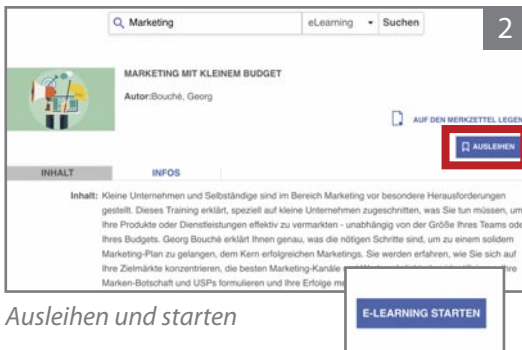 Marketing eLearning Suchen 2
MARKETING MIT KLEINEM BUDGET
Autor:Bouché, Georg
AUF DEN MERKZETTEL LEGEN
AUSLEIHEN
INHALT INFOS
Inhalt: Kleine Unternehmen und Selbständige sind im Bereich Marketing vor besondere Herausforderungen
gestellt. Dieses Training erklärt, speziell auf kleine Unternehmen zugeschnitten, was Sie tun müssen, um
Ihre Produkte oder Dienstleistungen effektiv zu vermarkten - unabhängig von der Größe Ihres Teams ode
Ihres Budgets. Georg Bouché erklärt Ihnen genau, was die nötigen Schritte sind, um zu einem solidem
Marketing-Plan zu gelangen, dem Kern erfolgreichen Marketings. Sie werden erfahren, wie Sie sich auf
Ihre Zielmärkte konzentrieren, die besten Marketing-Kanäle
Marken-Botschaft und USPs formulieren und Ihre Erfolge
Ausleihen und starten
E-LEARNING STARTEN